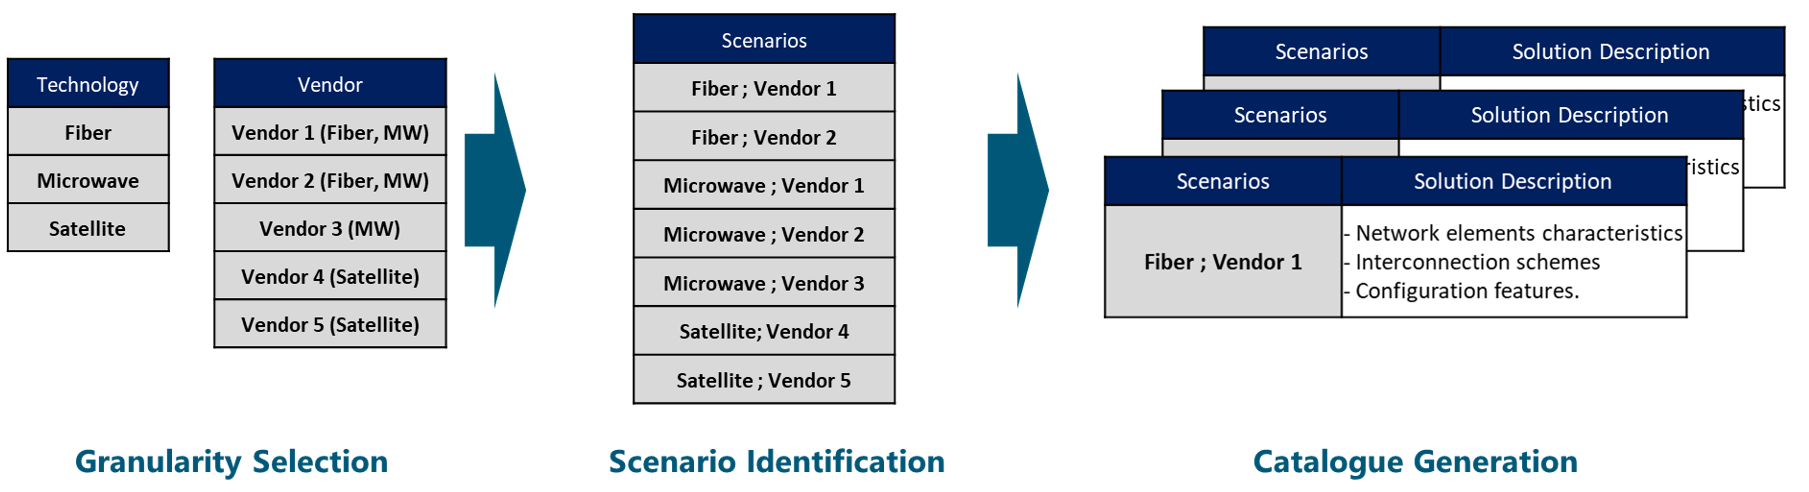 Technology
Fiber
Microwave
Satellite
Vendor
Vendor 1 (Fiber, MW)
Vendor 2 (Fiber, MW)
Vendor 3 (MW)
Vendor 4 (Satellite)
Vendor 5 (Satellite)
Granularity Selection
Scenarios
Fiber ; Vendor 1
Fiber ; Vendor 2
Microwave ; Vendor 1
Microwave ; Vendor 2
Microwave ; Vendor 3
Satellite; Vendor 4
Satellite ; Vendor 5
Scenario Identification
Scenarios Solution Description
stics
Scenarios Solution Description
ristics
Scenarios Solution Description
Fiber ; Vendor 1
- Network elements characteristics
- Interconnection schemes
- Configuration features.
Catalogue Generation